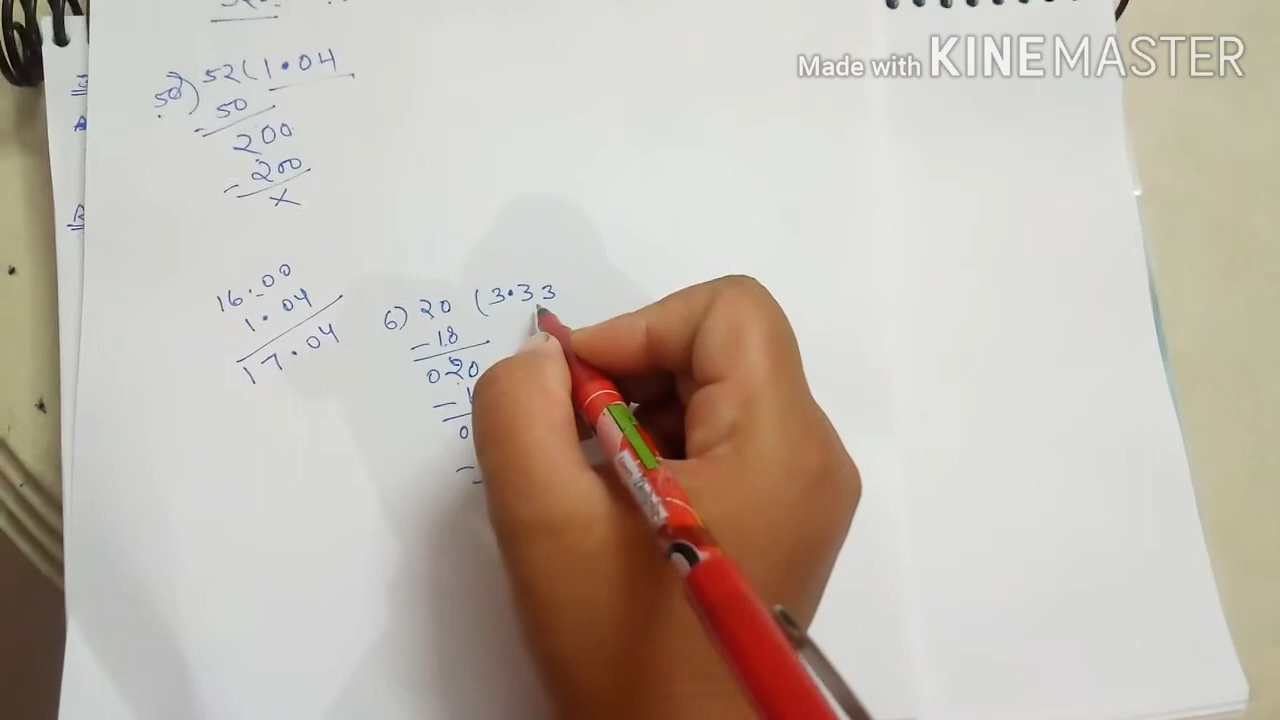 Made with KINEMASTER
50) 52 (1.04
- 50
200
- 200
x
16.00
1.04
17.04
6) 20 (3.33
- 18
020